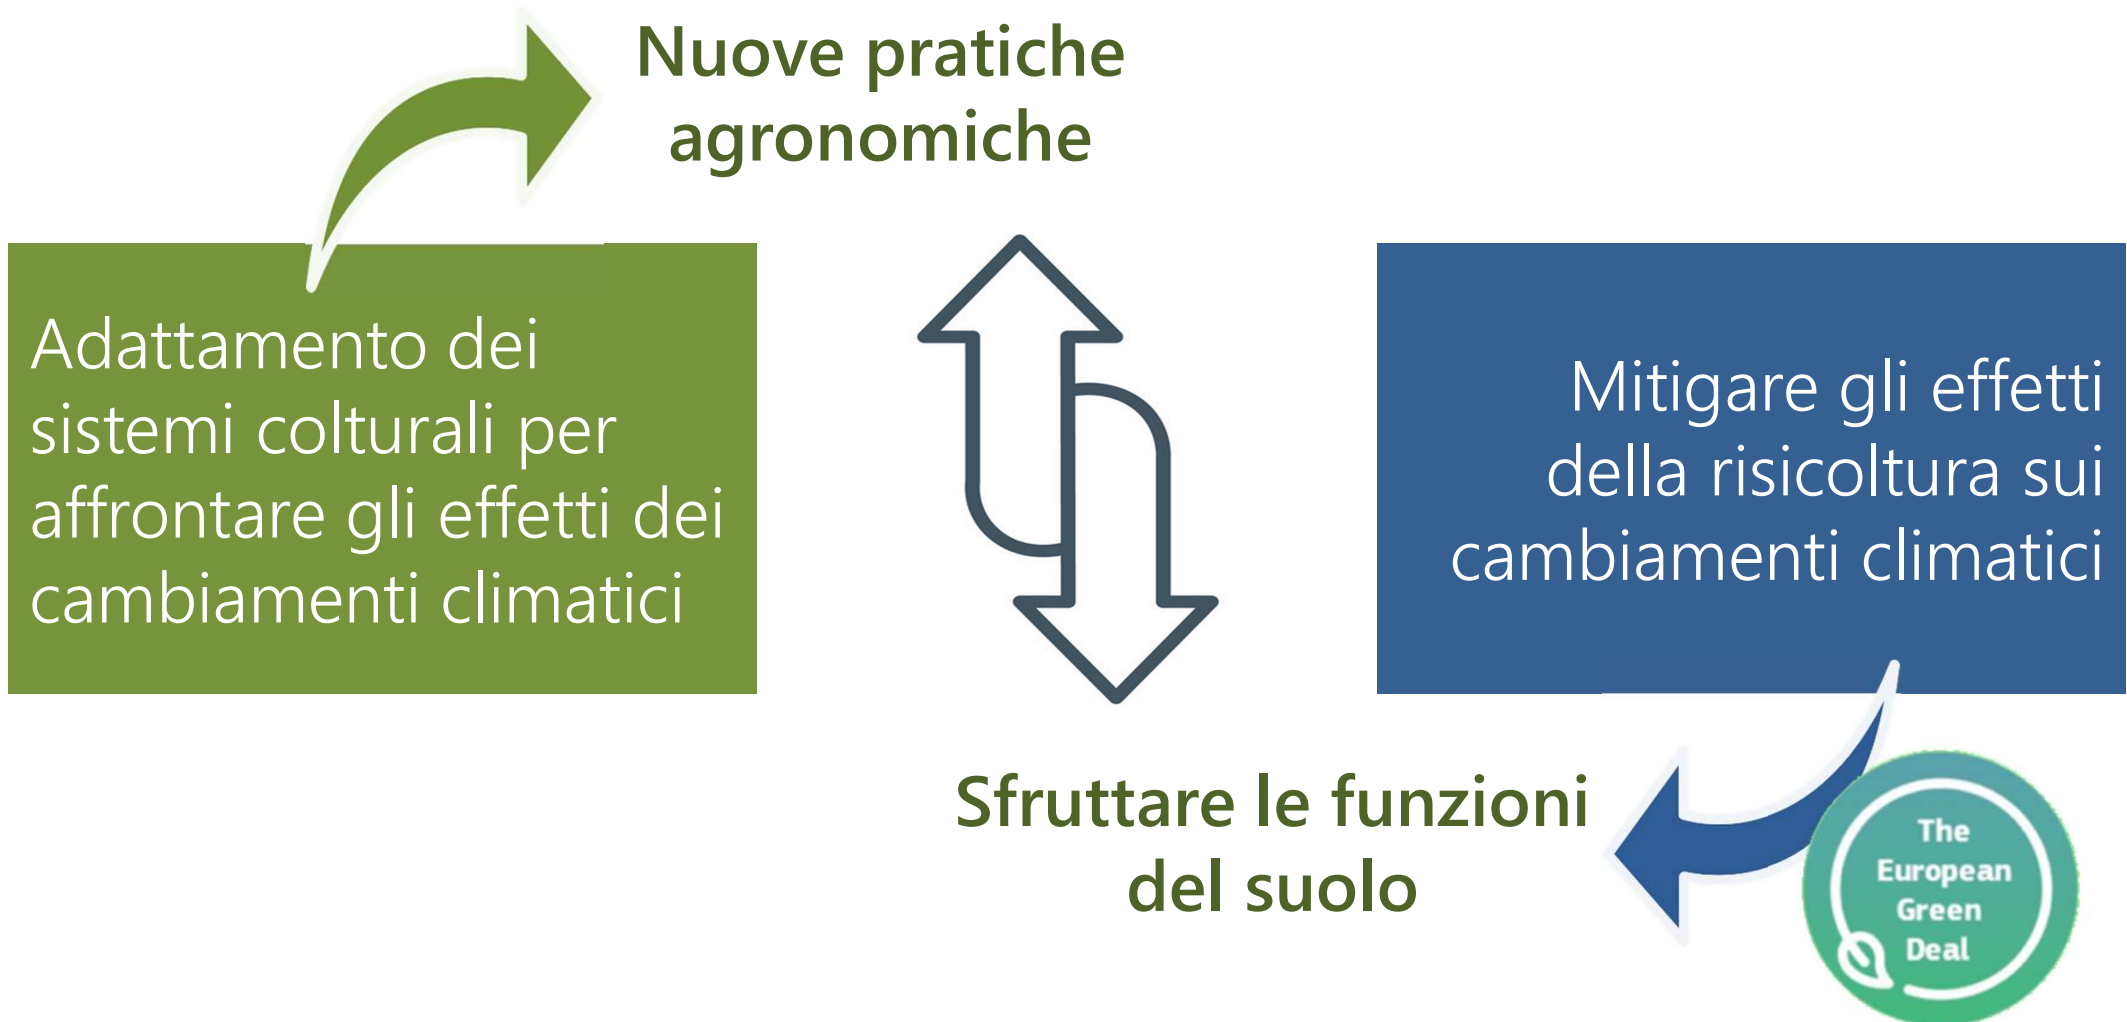 Nuove pratiche
agronomiche
Adattamento dei
sistemi colturali per
affrontare gli effetti dei
cambiamenti climatici
Mitigare gli effetti
della risicoltura sui
cambiamenti climatici
Sfruttare le funzioni
del suolo
The
European
Green
Deal